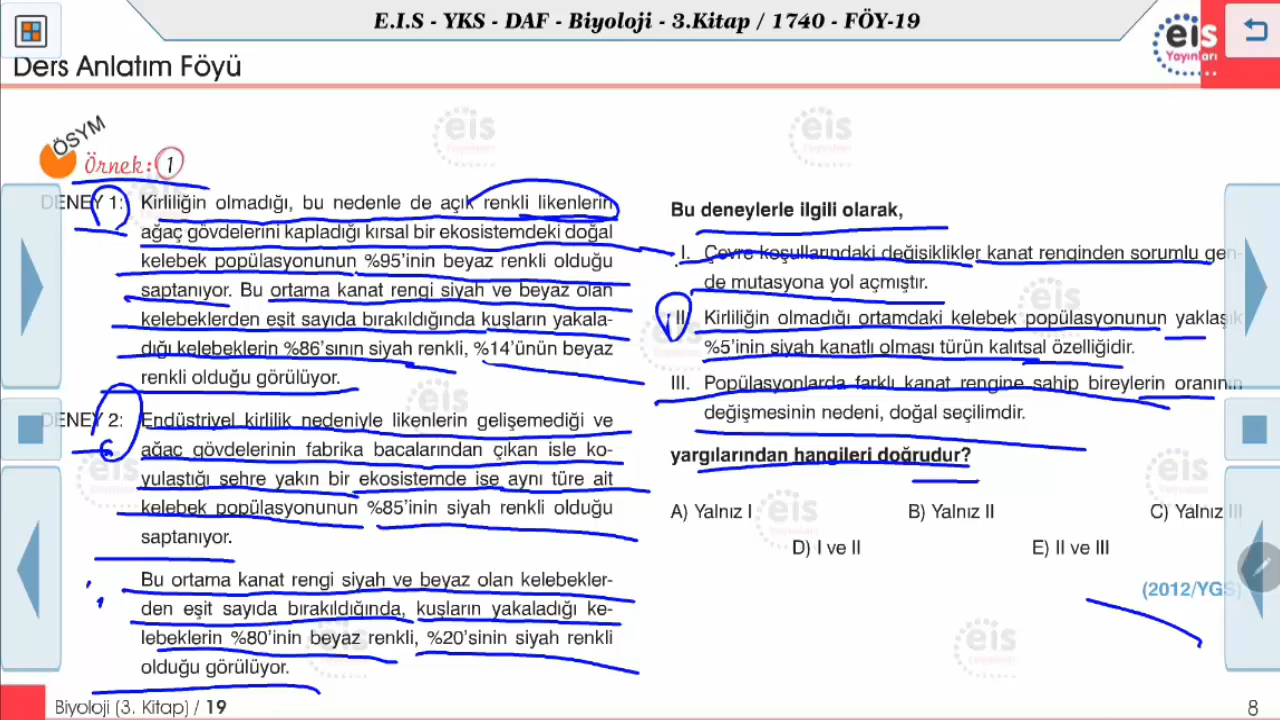 E.I.S - YKS - DAF - Biyoloji - 3.Kitap / 1740 - FÖY-19
eis
Yayınları
Ders Anlatım Föyü
ÖSYM
Örnek: 1
DENEY 1: Kirliliğin olmadığı, bu nedenle de açık renkli likenlerin
ağaç gövdelerini kapladığı kırsal bir ekosistemdeki doğal
kelebek popülasyonunun %95'inin beyaz renkli olduğu
saptanıyor. Bu ortama kanat rengi siyah ve beyaz olan
kelebeklerden eşit sayıda bırakıldığında kuşların yakala-
dığı kelebeklerin %86'sının siyah renkli, %14'ünün beyaz
renkli olduğu görülüyor.
DENEY 2: Endüstriyel kirlilik nedeniyle likenlerin gelişemediği ve
ağaç gövdelerinin fabrika bacalarından çıkan isle ko-
yulaştığı şehre yakın bir ekosistemde ise aynı türe ait
kelebek popülasyonunun %85'inin siyah renkli olduğu
saptanıyor.
Bu ortama kanat rengi siyah ve beyaz olan kelebekler-
den eşit sayıda bırakıldığında, kuşların yakaladığı ke-
lebeklerin %80'inin beyaz renkli, %20'sinin siyah renkli
olduğu görülüyor.
Bu deneylerle ilgili olarak,
I. Çevre koşullarındaki değişiklikler kanat renginden sorumlu gen-
de mutasyona yol açmıştır.
II. Kirliliğin olmadığı ortamdaki kelebek popülasyonunun yaklaşık
%5'inin siyah kanatlı olması türün kalıtsal özelliğidir.
III. Popülasyonlarda farklı kanat rengine sahip bireylerin oranının
değişmesinin nedeni, doğal seçilimdir.
yargılarından hangileri doğrudur?
A) Yalnız I B) Yalnız II C) Yalnız III
D) I ve II E) II ve III
(2012/YGS)
Biyoloji (3. Kitap) / 19
8